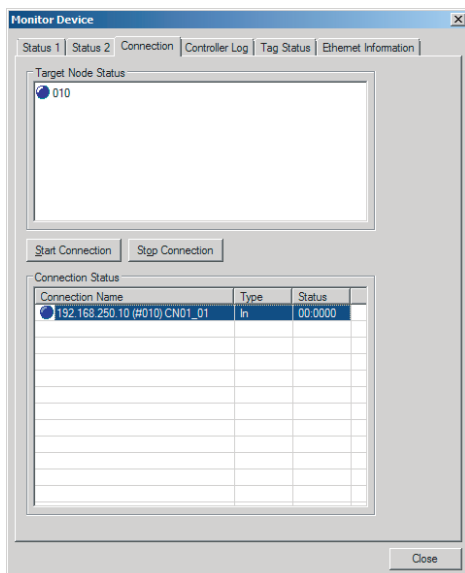 Monitor Device
Status 1 Status 2 Connection Controller Log Tag Status Ethernet Information
Target Node Status
010
Start Connection Stop Connection
Connection Status
Connection Name Type Status
192.168.250.10 (#010) CN01_01 In 00:0000
Close